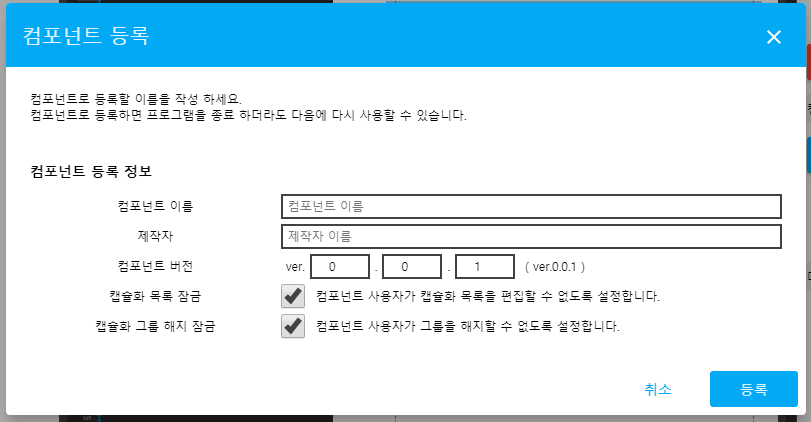 컴포넌트 등록
컴포넌트로 등록할 이름을 작성 하세요.
컴포넌트로 등록하면 프로그램을 종료 하더라도 다음에 다시 사용할 수 있습니다.
컴포넌트 등록 정보
컴포넌트 이름 컴포넌트 이름
제작자 제작자 이름
컴포넌트 버전 ver. 0 . 0 . 1 ( ver.0.0.1 )
캡슐화 목록 잠금 컴포넌트 사용자가 캡슐화 목록을 편집할 수 없도록 설정합니다.
캡슐화 그룹 해지 잠금 컴포넌트 사용자가 그룹을 해지할 수 없도록 설정합니다.
취소 등록